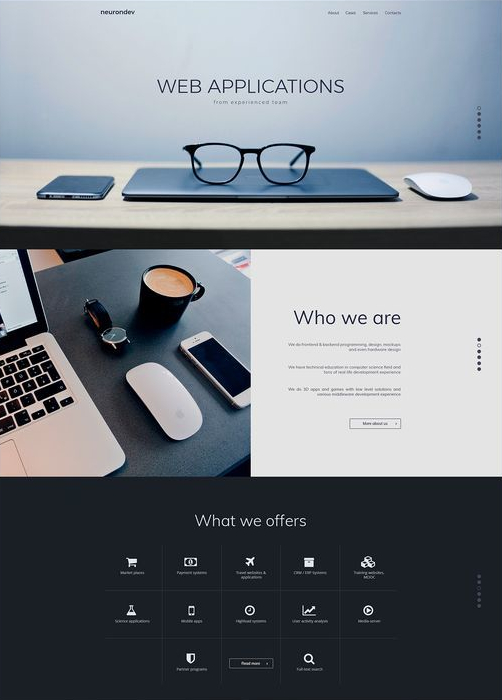 neurondev
About Cases Services Contacts
WEB APPLICATIONS
from experienced team
Who we are
We do frontend & backend programming, design, mockups
and even hardware design
We have technical education in computer science field and
tons of real-life development experience
We do 3D apps and games with low level solutions and
various middleware development experience
More about us
What we offers
Market places
Payment systems
Travel websites &
applications
CRM / ERP Systems
Training websites,
MOOC
Science applications
Mobile apps
Highload systems
User activity analysis
Media server
Partner programs
Read more
Full-text search